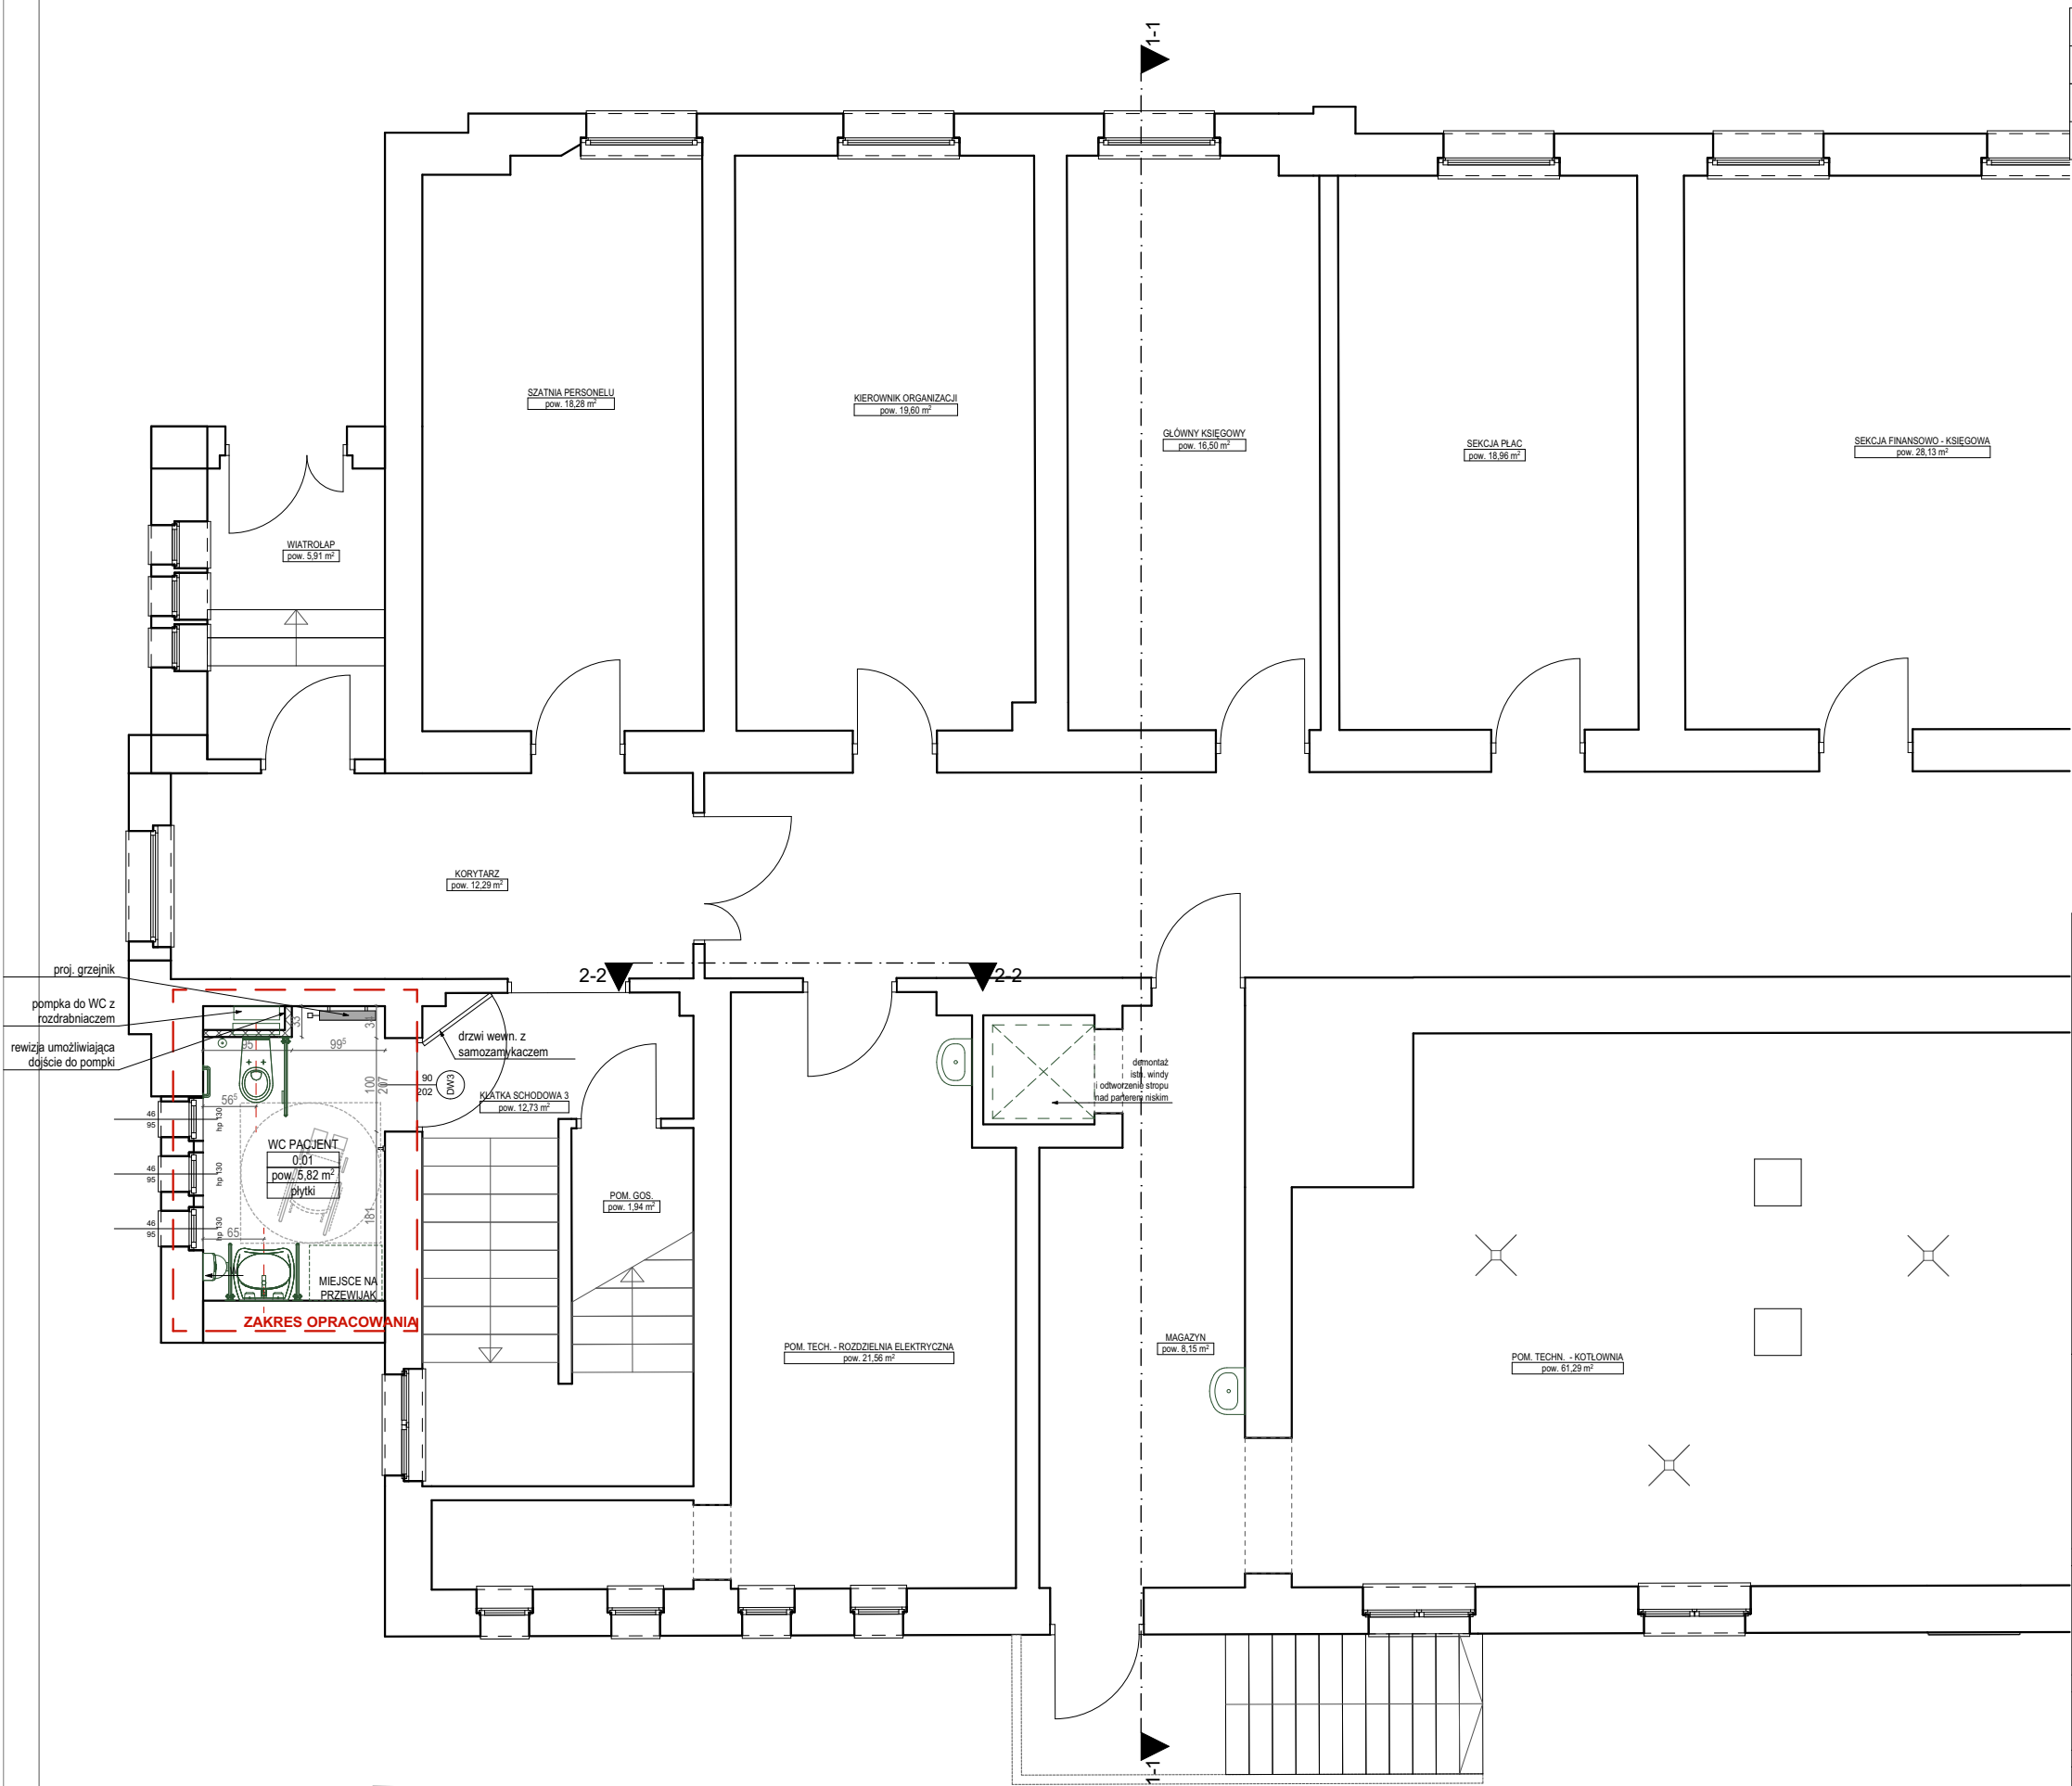 1-1
SZATNIA PERSONELU
pow. 18,28 m²
KIEROWNIK ORGANIZACJI
pow. 19,60 m²
GŁÓWNY KSIĘGOWY
pow. 16,50 m²
SEKCJA PŁAC
pow. 18,96 m²
SEKCJA FINANSOWO - KSIĘGOWA
pow. 28,13 m²
WIATROŁAP
pow. 5,91 m²
KORYTARZ
pow. 12,29 m²
2-2
2-2
proj. grzejnik
pompka do WC z
rozdrabniaczem
rewizja umożliwiająca
dojście do pompki
33
31
95
99⁵
100
207
56⁵
181
65
drzwi wewn. z
samozamykaczem
90
202
DW3
KLATKA SCHODOWA 3
pow. 12,73 m²
demontaż
istn. windy
i odtworzenie stropu
nad parterem niskim
46
95
hp 130
46
95
hp 130
46
95
hp 130
WC PACJENT
0.01
pow. 5,82 m²
płytki
MIEJSCE NA
PRZEWIJAK
ZAKRES OPRACOWANIA
POM. GOS.
pow. 1,94 m²
POM. TECH. - ROZDZIELNIA ELEKTRYCZNA
pow. 21,56 m²
MAGAZYN
pow. 8,15 m²
POM. TECHN. - KOTŁOWNIA
pow. 61,29 m²
1-1